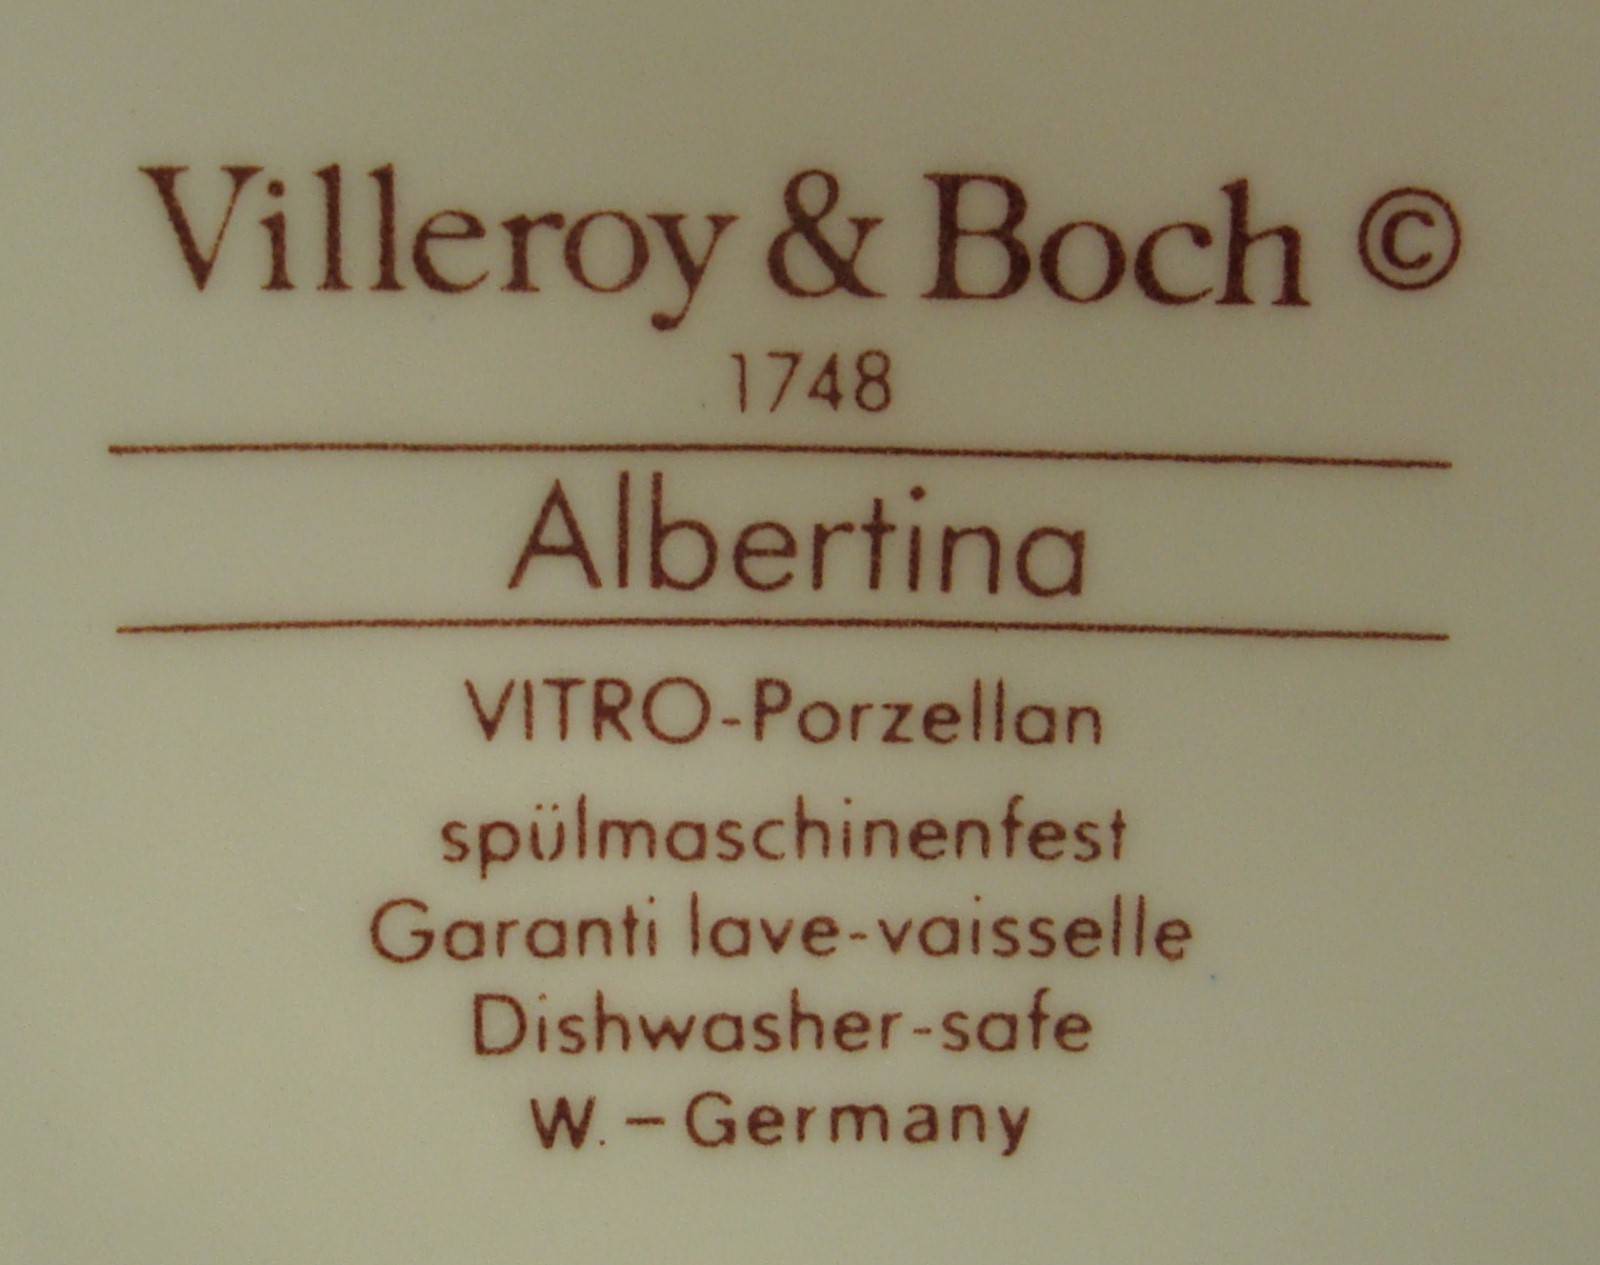 Villeroy & Boch ©
1748
Albertina
VITRO-Porzellan
spülmaschinenfest
Garanti lave-vaisselle
Dishwasher-safe
W.-Germany